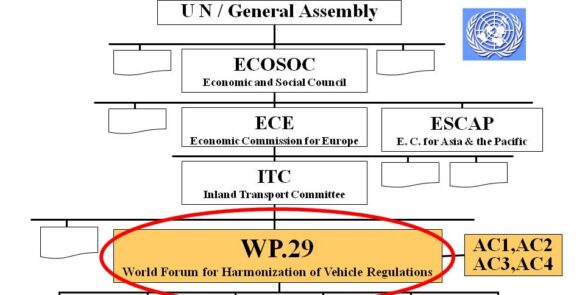 U N / General Assembly
ECOSOC
Economic and Social Council
ECE
Economic Commission for Europe
ESCAP
E. C. for Asia & the Pacific
ITC
Inland Transport Committee
WP.29
World Forum for Harmonization of Vehicle Regulations
AC1,AC2
AC3,AC4